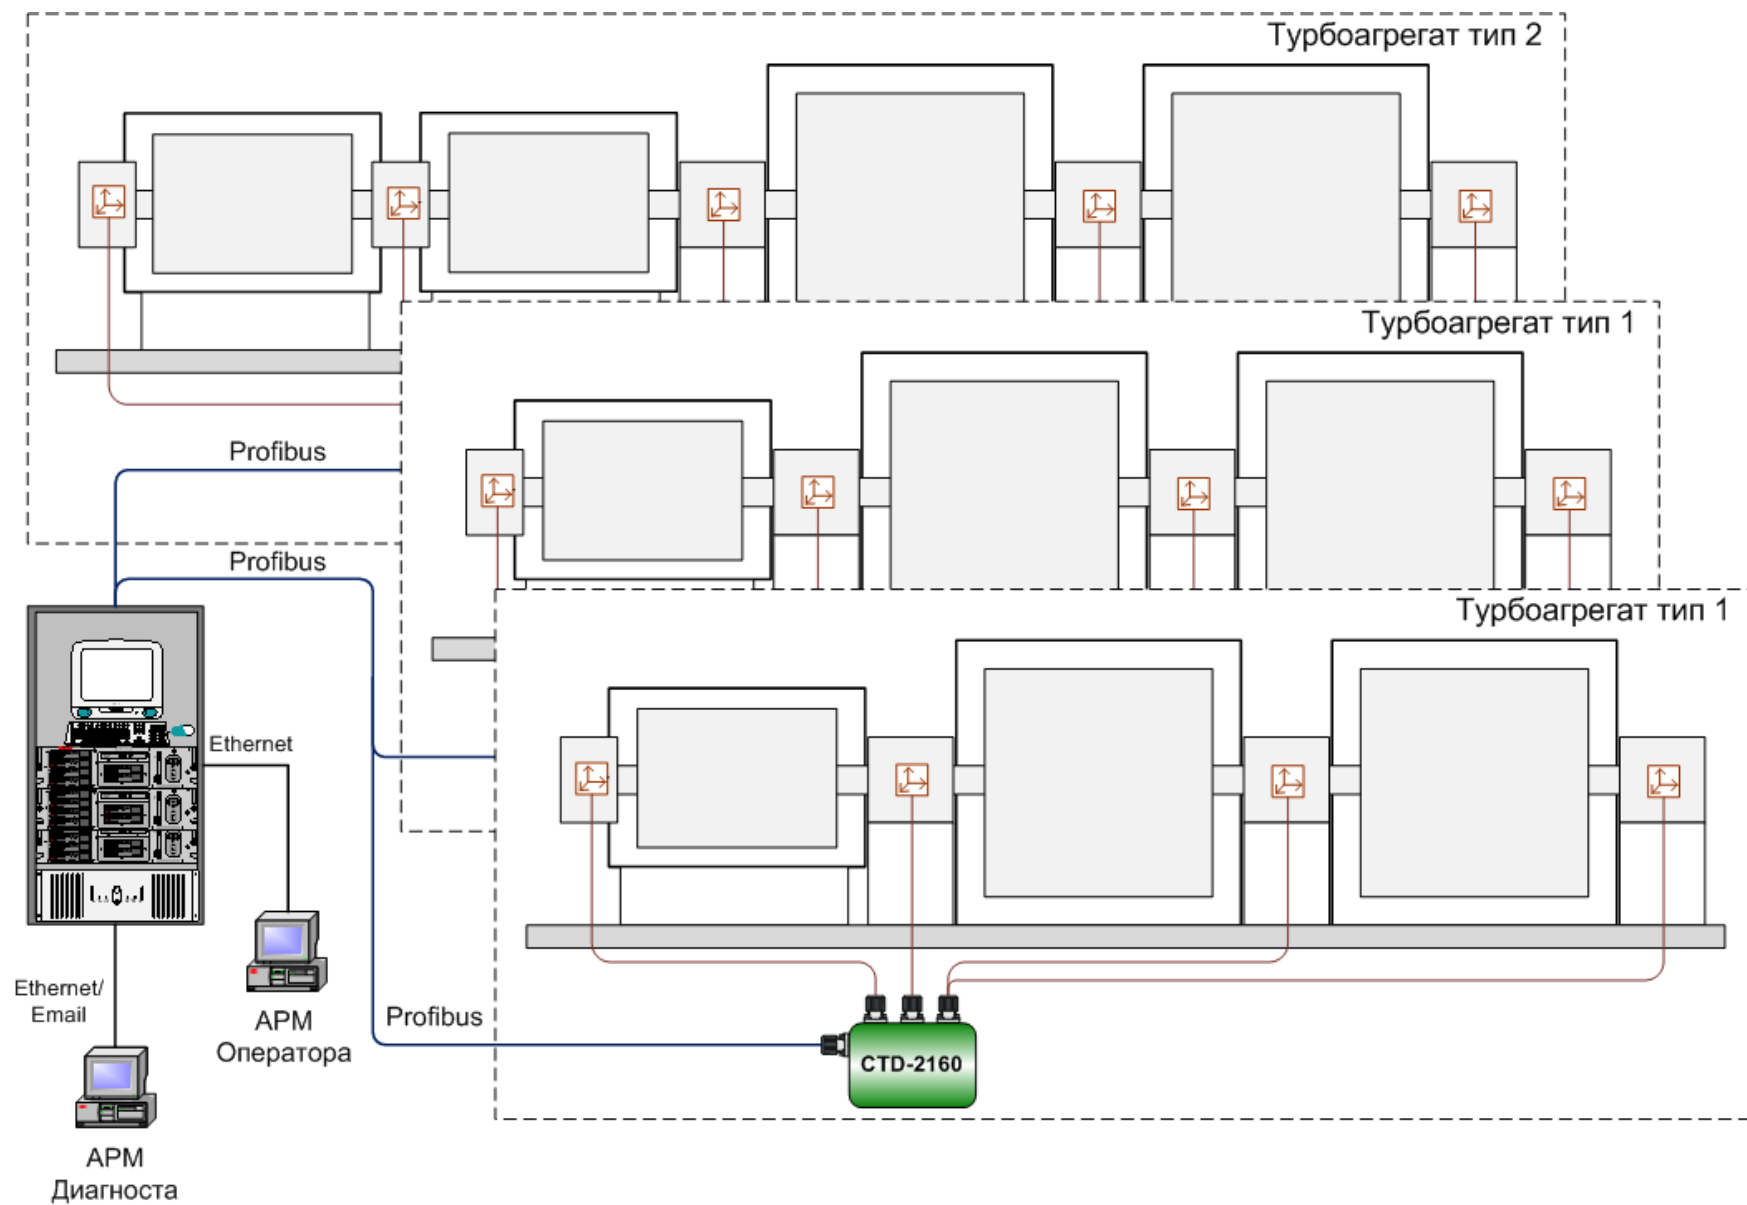 Турбоагрегат тип 2
Турбоагрегат тип 1
Profibus
Profibus
Турбоагрегат тип 1
Ethernet
Ethernet/
Email
АРМ
Оператора
Profibus
CTD-2160
АРМ
Диагноста